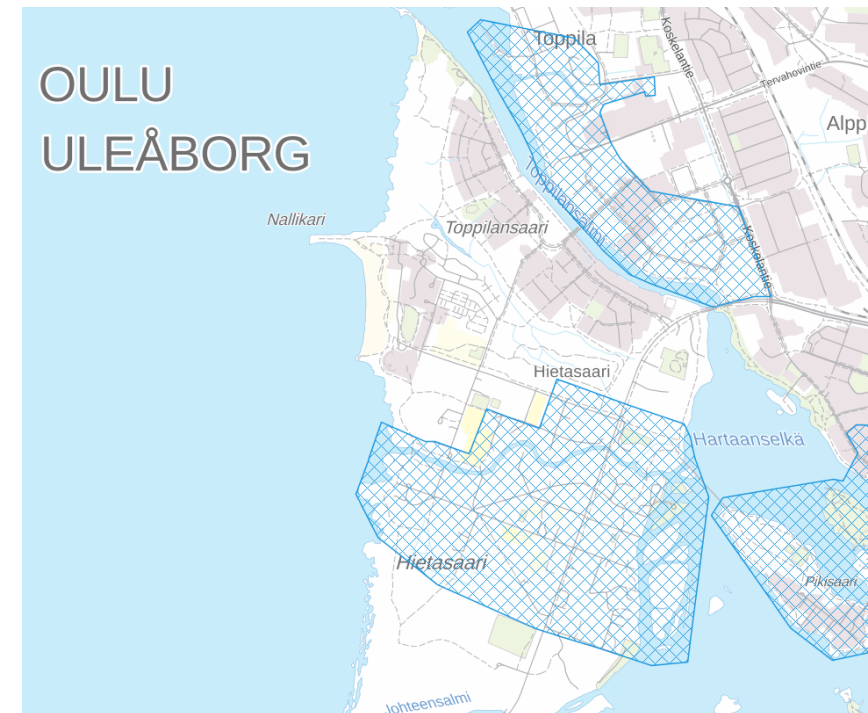 Toppila
Koskelantie
Tervahovintie
OULU
Alpp
ULEÅBORG
Toppilansalmi
Nallikari
Toppilansaari
Koskelantie
Hietasaari
Hartaanselkä
Hietasaari
Pikisaari
Johteensalmi